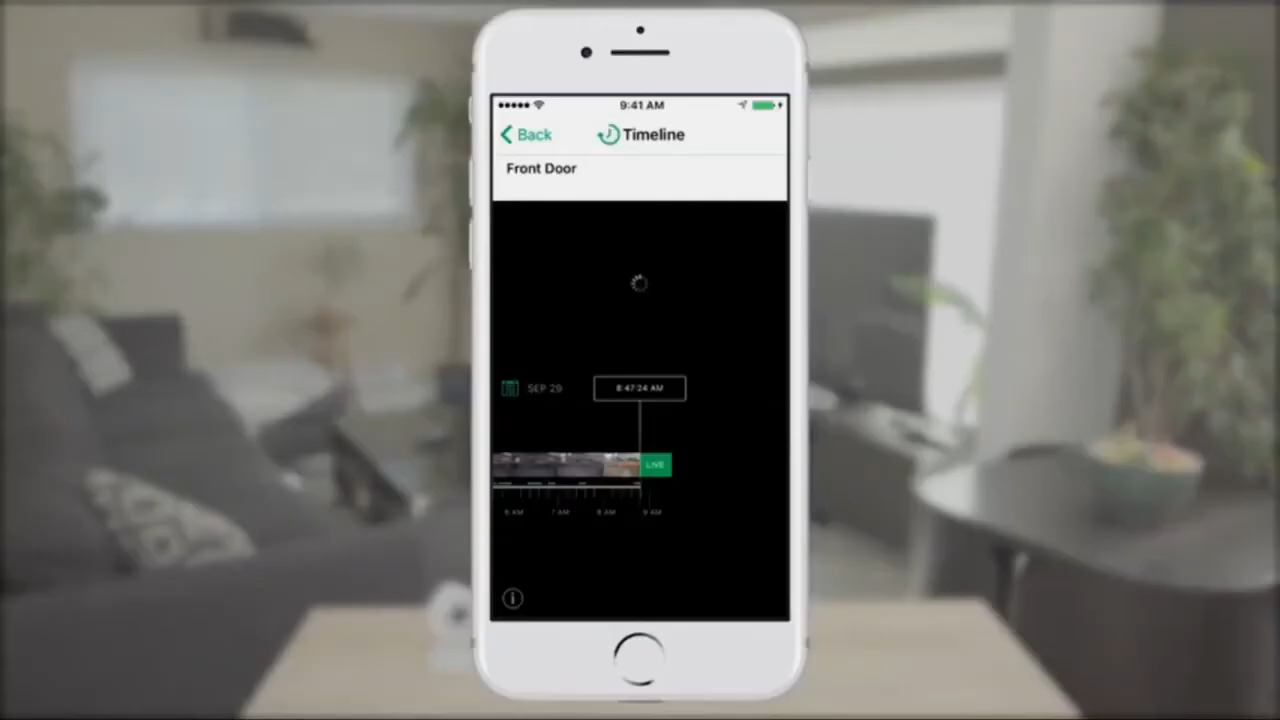 9:41 AM
Back
Timeline
Front Door
SEP 29
8:47:24 AM
LIVE
6 AM 7 AM 8 AM 9 AM